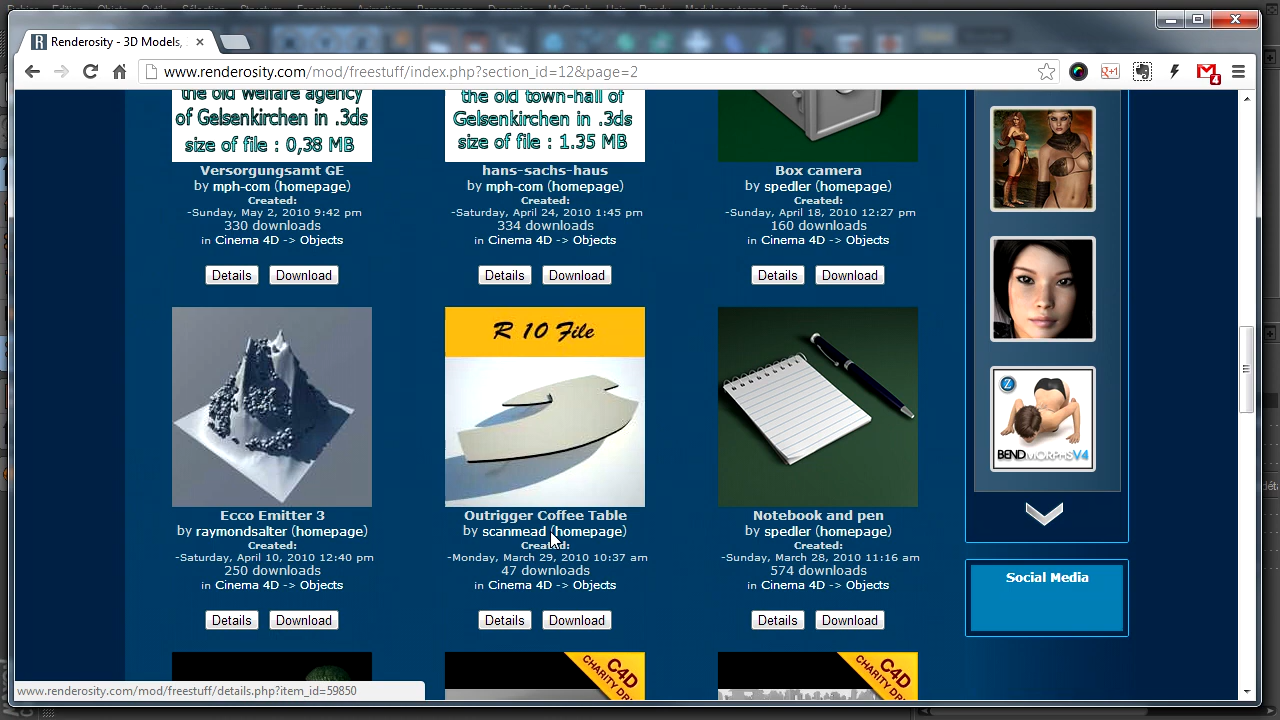 Renderosity - 3D Models,
www.renderosity.com/mod/freestuff/index.php?section_id=12&page=2
the old welfare agency
of Gelsenkirchen in .3ds
size of file : 0,38 MB
Versorgungsamt GE
by mph-com (homepage)
Created:
-Sunday, May 2, 2010 9:42 pm
330 downloads
in Cinema 4D -> Objects
Details Download
the old town-hall of
Gelsenkirchen in .3ds
size of file : 1.35 MB
hans-sachs-haus
by mph-com (homepage)
Created:
-Saturday, April 24, 2010 1:45 pm
334 downloads
in Cinema 4D -> Objects
Details Download
Box camera
by spedler (homepage)
Created:
-Sunday, April 18, 2010 12:27 pm
160 downloads
in Cinema 4D -> Objects
Details Download
Ecco Emitter 3
by raymondsalter (homepage)
Created:
-Saturday, April 10, 2010 12:40 pm
250 downloads
in Cinema 4D -> Objects
Details Download
R 10 File
Outrigger Coffee Table
by scanmead (homepage)
Created:
-Monday, March 29, 2010 10:37 am
47 downloads
in Cinema 4D -> Objects
Details Download
Notebook and pen
by spedler (homepage)
Created:
-Sunday, March 28, 2010 11:16 am
574 downloads
in Cinema 4D -> Objects
Details Download
C4D
CHARITY
C4D
CHARITY
Z
BENDMORPHSV4
Social Media
www.renderosity.com/mod/freestuff/details.php?item_id=59850
g+1
4